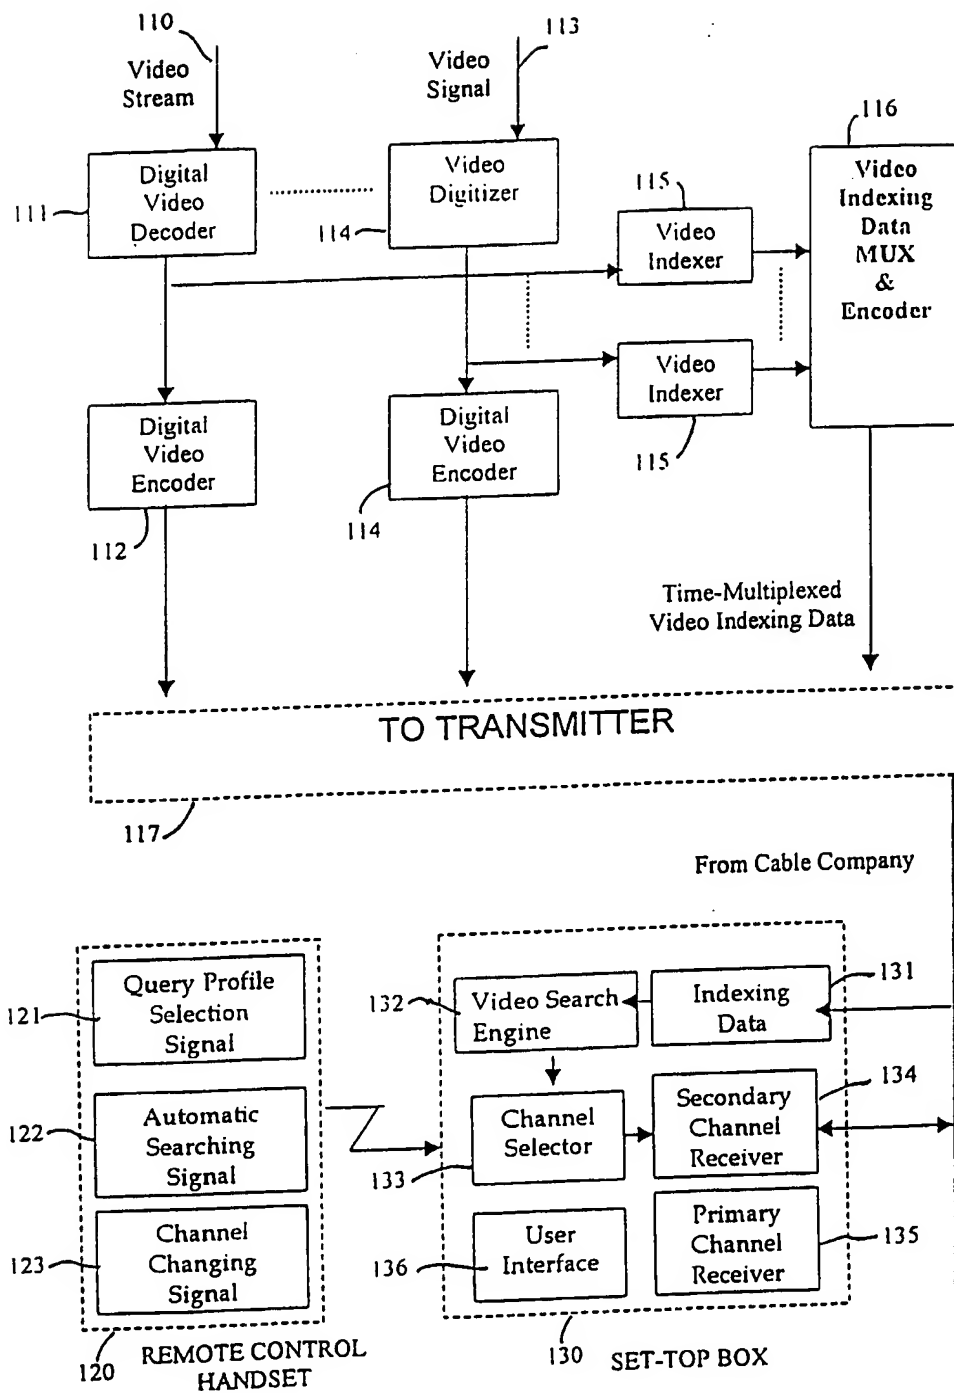 110
113
Video
Stream
Video
Signal
116
111
Digital
Video
Decoder
114
Video
Digitizer
115
Video
Indexer
Video
Indexing
Data
MUX
&
Encoder
Video
Indexer
115
Digital
Video
Encoder
112
Digital
Video
Encoder
114
Time-Multiplexed
Video Indexing Data
TO TRANSMITTER
117
From Cable Company
121
Query Profile
Selection
Signal
122
Automatic
Searching
Signal
123
Channel
Changing
Signal
120
REMOTE CONTROL
HANDSET
132
Video Search
Engine
Indexing
Data
131
133
Channel
Selector
Secondary
Channel
Receiver
134
136
User
Interface
Primary
Channel
Receiver
135
130
SET-TOP BOX